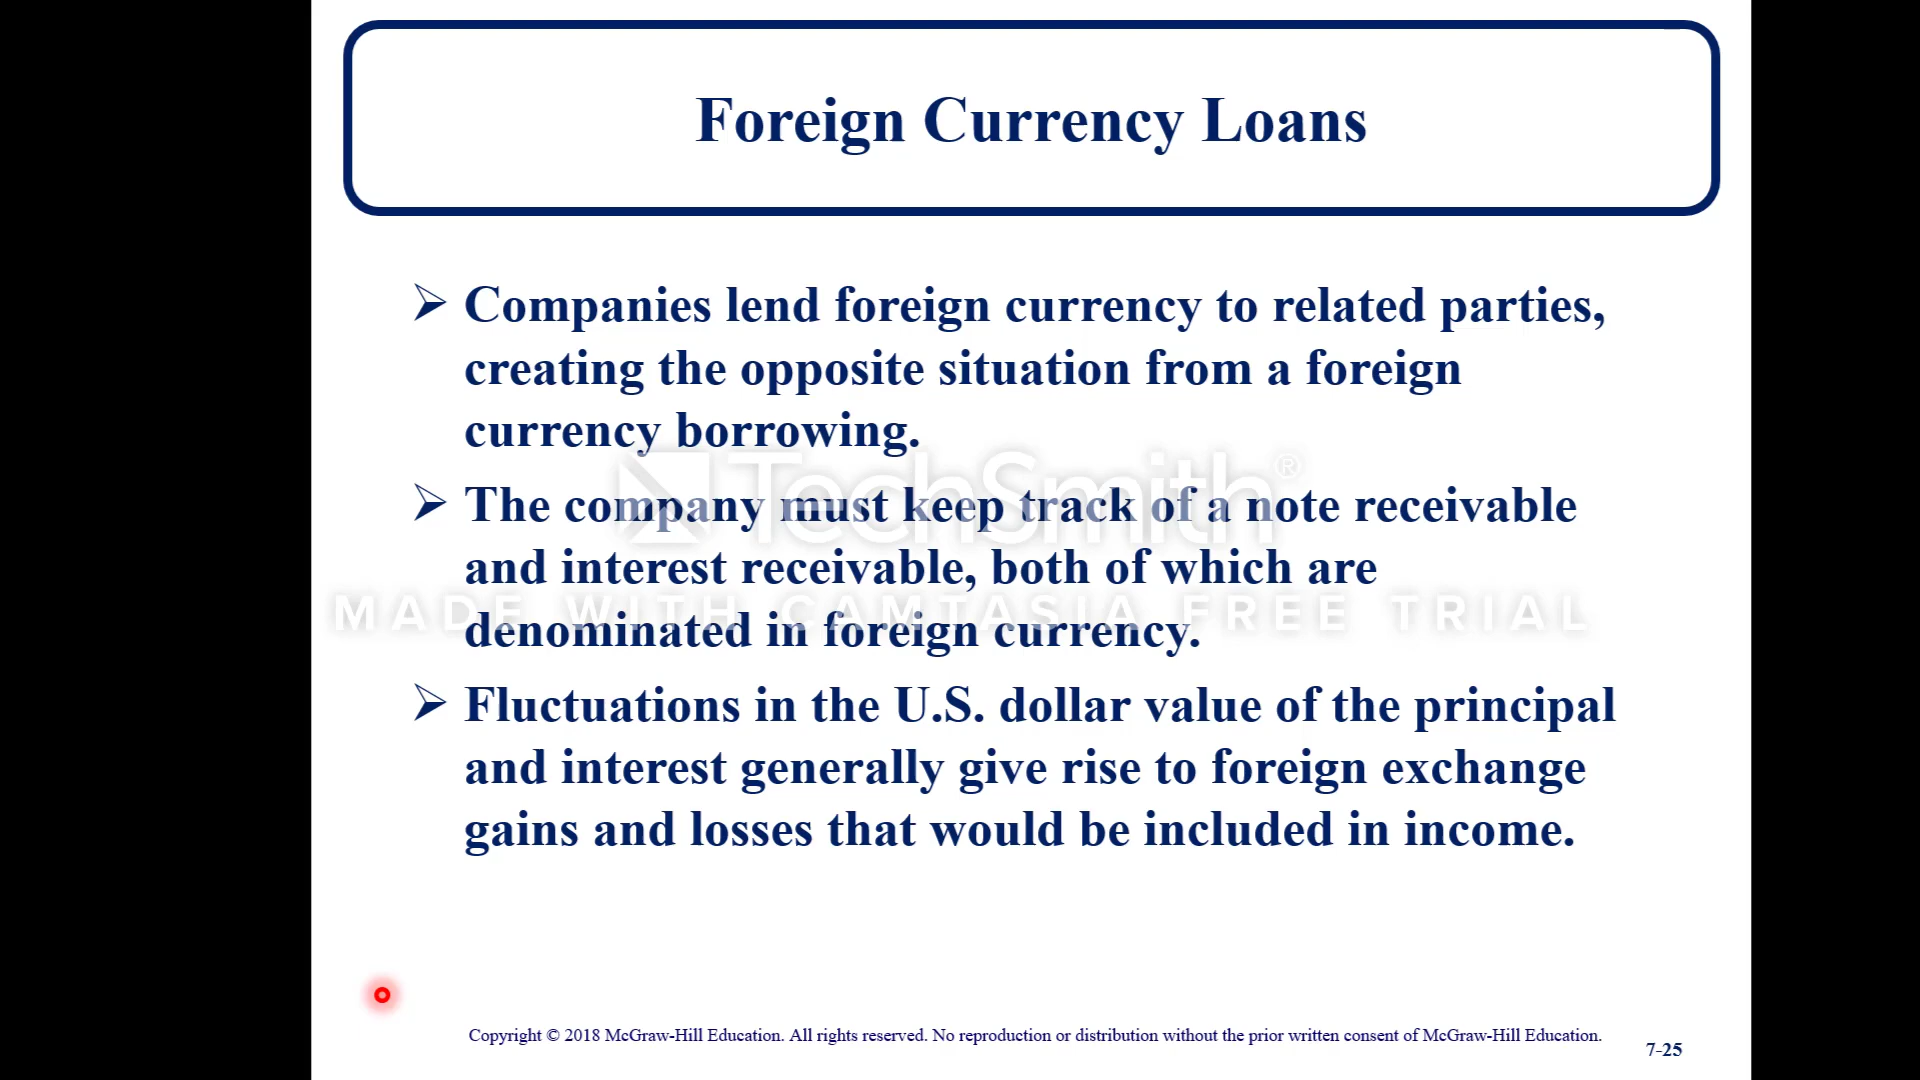 Foreign Currency Loans
➢ Companies lend foreign currency to related parties,
creating the opposite situation from a foreign
currency borrowing.
TechSmith®
➢ The company must keep track of a note receivable
and interest receivable, both of which are
MADE WITH CAMTASIA FREE TRIAL
denominated in foreign currency.
➢ Fluctuations in the U.S. dollar value of the principal
and interest generally give rise to foreign exchange
gains and losses that would be included in income.
Copyright © 2018 McGraw-Hill Education. All rights reserved. No reproduction or distribution without the prior written consent of McGraw-Hill Education.
7-25